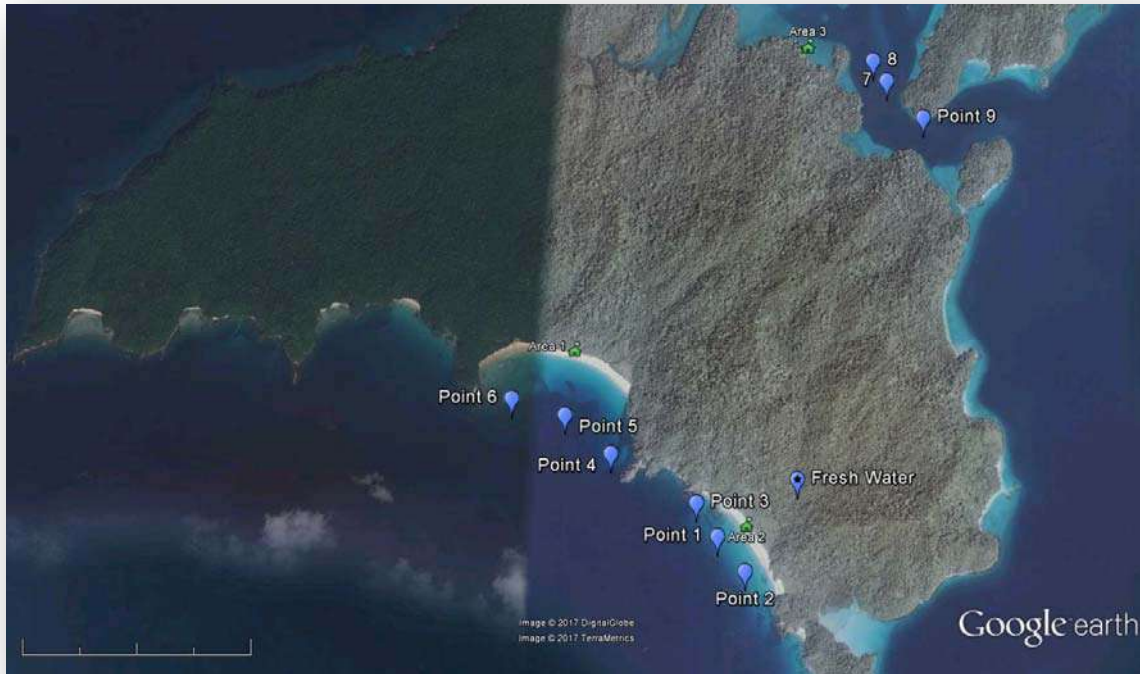 Area 3
8
7
Point 9
Area 1
Point 6
Point 5
Point 4
Fresh Water
Point 3
Point 1
Area 2
Point 2
Image © 2017 DigitalGlobe
Image © 2017 TerraMetrics
Google earth